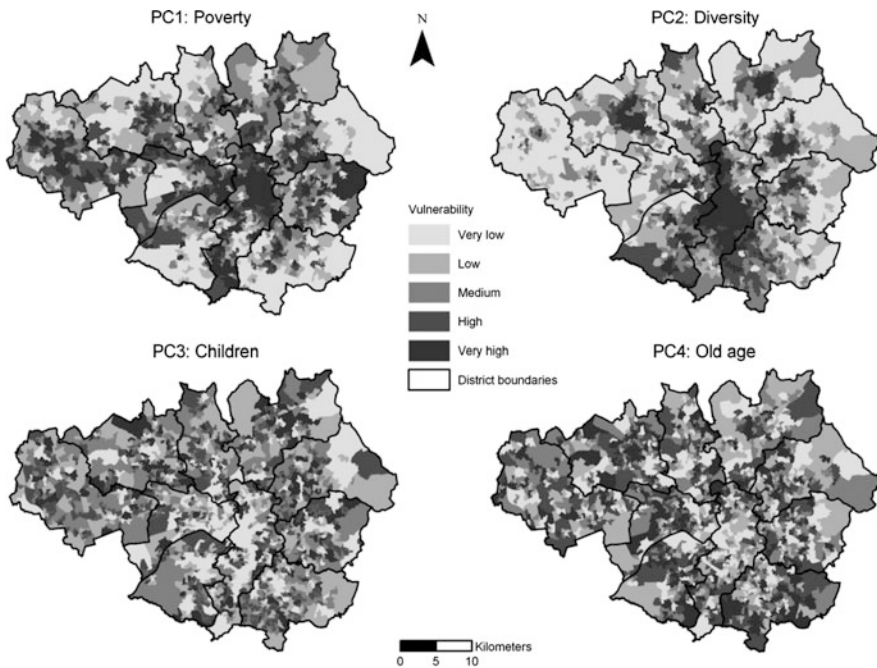 PC1: Poverty
N
PC2: Diversity
Vulnerability
Very low
Low
Medium
High
Very high
District boundaries
PC3: Children
PC4: Old age
Kilometers
0 5 10